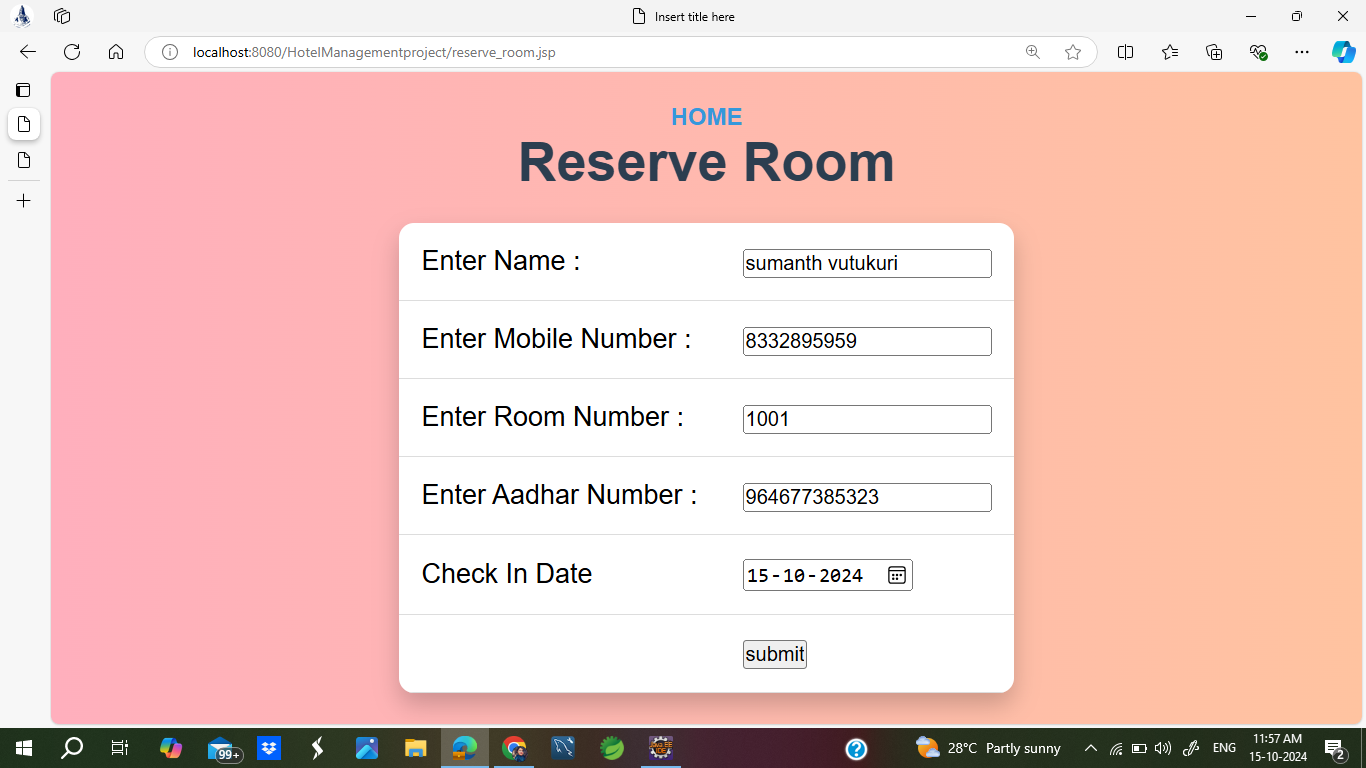 Insert title here
localhost:8080/HotelManagementproject/reserve_room.jsp
HOME
Reserve Room
Enter Name : sumanth vutukuri
Enter Mobile Number : 8332895959
Enter Room Number : 1001
Enter Aadhar Number : 964677385323
Check In Date 15-10-2024
submit
99+
28°C Partly sunny
ENG
11:57 AM
15-10-2024
2